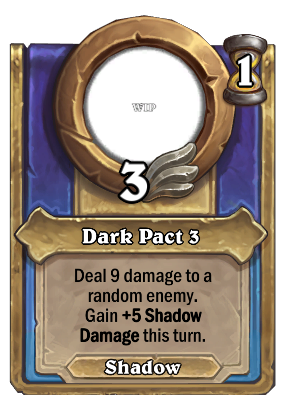 1
WIP
3
Dark Pact 3
Deal 9 damage to a
random enemy.
Gain +5 Shadow
Damage this turn.
Shadow